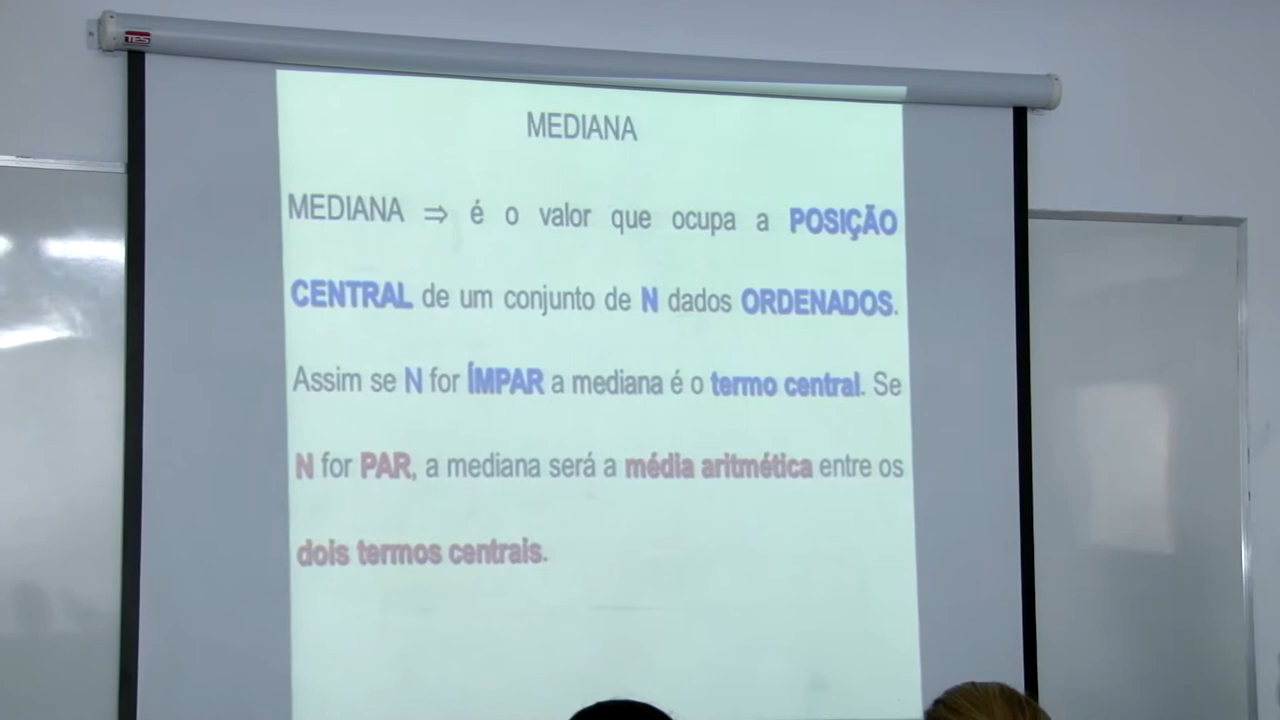 TES
MEDIANA
MEDIANA ⇒ é o valor que ocupa a POSIÇÃO
CENTRAL de um conjunto de N dados ORDENADOS.
Assim se N for ÍMPAR a mediana é o termo central. Se
N for PAR, a mediana será a média aritmética entre os
dois termos centrais.